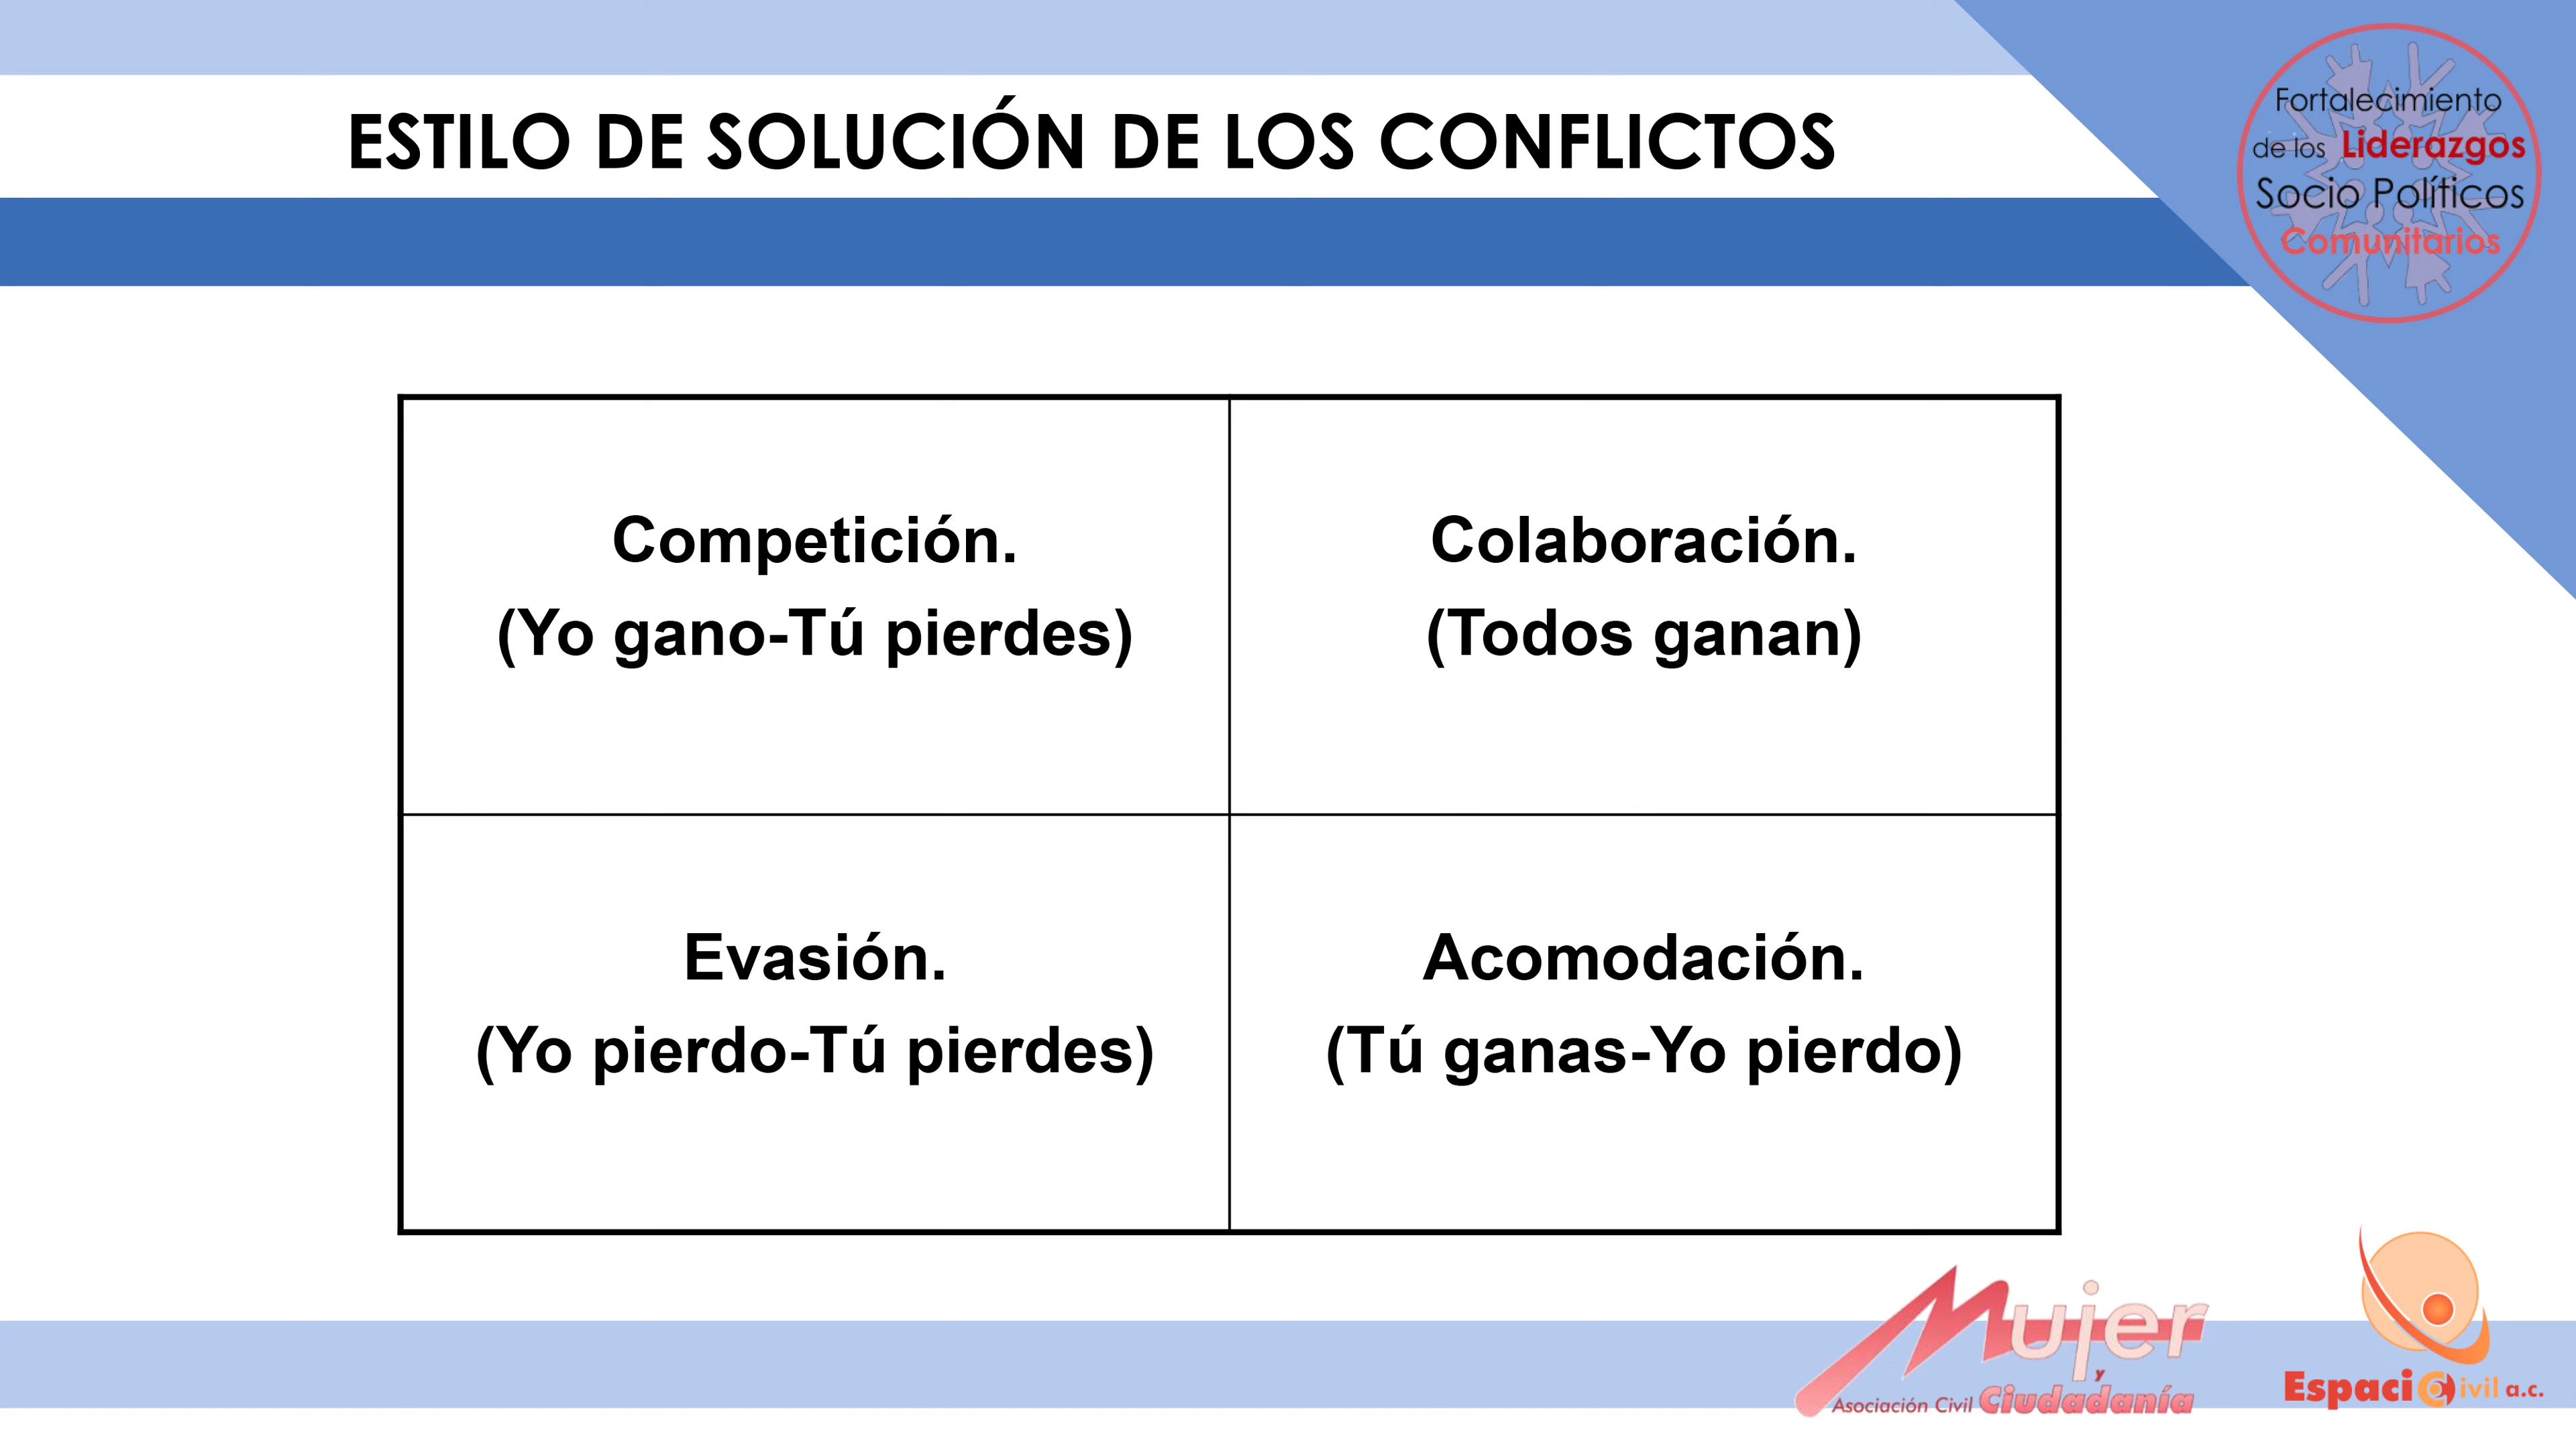 ESTILO DE SOLUCIÓN DE LOS CONFLICTOS
Fortalecimiento
de los Liderazgos
Socio Políticos
Comunitarios
Competición.
(Yo gano-Tú pierdes)
Colaboración.
(Todos ganan)
Evasión.
(Yo pierdo-Tú pierdes)
Acomodación.
(Tú ganas-Yo pierdo)
Mujer
y
Asociación Civil Ciudadanía
Espaci Civil a.c.